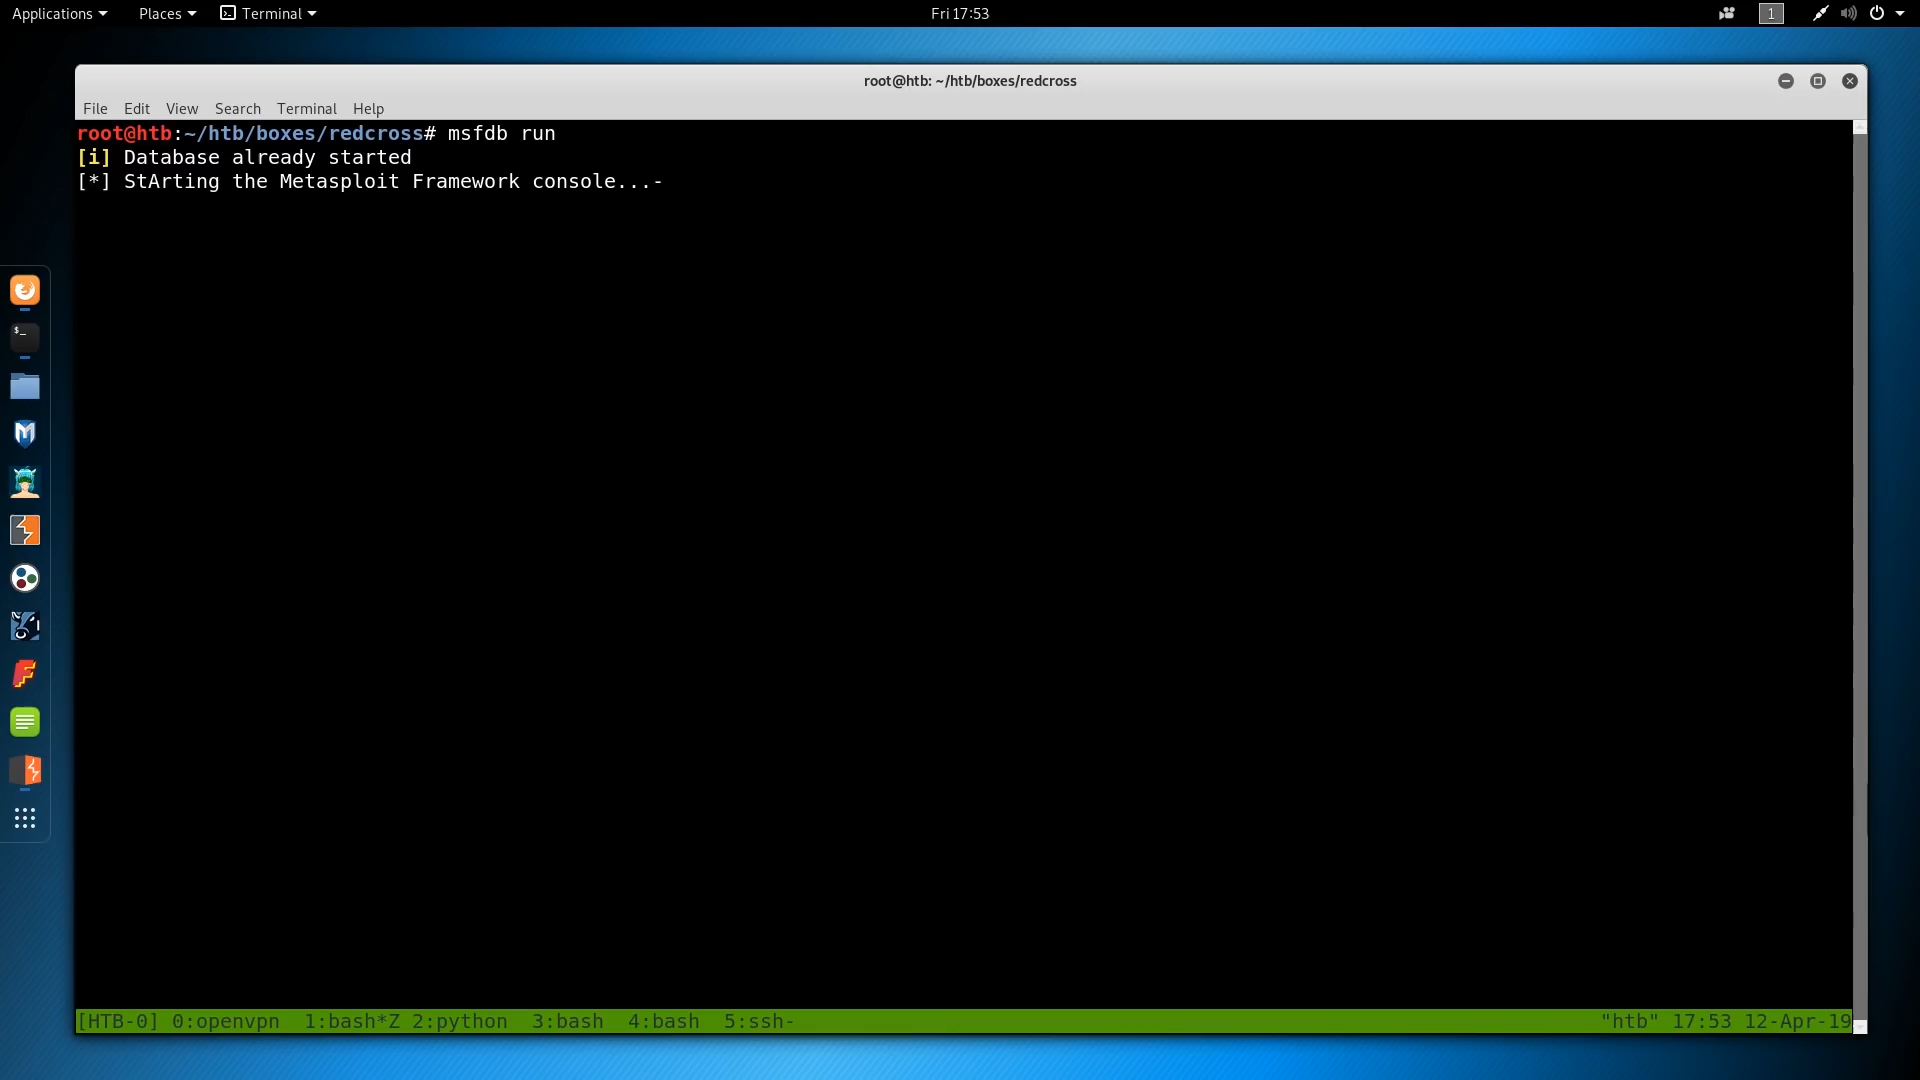 Applications Places Terminal Fri 17:53 1
root@htb: ~/htb/boxes/redcross
File Edit View Search Terminal Help
root@htb:~/htb/boxes/redcross# msfdb run
[i] Database already started
[*] StArting the Metasploit Framework console...-
$_
[HTB-0] 0:openvpn  1:bash*Z 2:python  3:bash  4:bash  5:ssh- "htb" 17:53 12-Apr-19